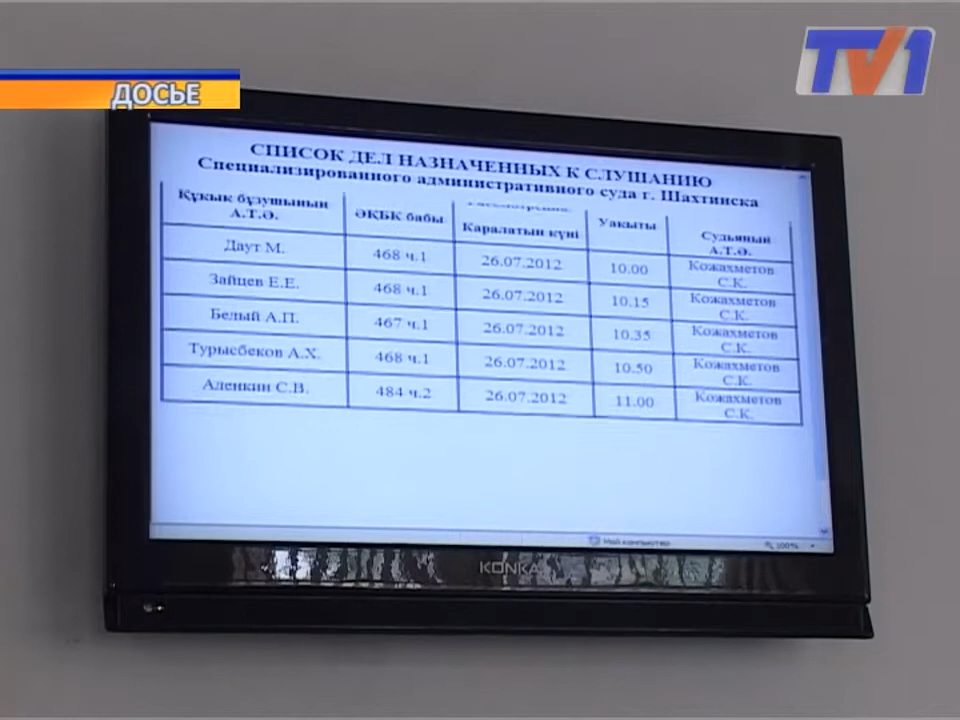 ДОСЬЕ
TV1
СПИСОК ДЕЛ НАЗНАЧЕННЫХ К СЛУШАНИЮ
Специализированного административного суда г. Шахтинска
Құқық бұзушының А.Т.Ә. ӘҚБК бабы Қаралатын күні Уақыты Судьяның А.Т.Ә.
Даут М. 468 ч.1 26.07.2012 10.00 Кожахметов С.К.
Зайцев Е.Е. 468 ч.1 26.07.2012 10.15 Кожахметов С.К.
Белый А.П. 467 ч.1 26.07.2012 10.35 Кожахметов С.К.
Турысбеков А.Х. 468 ч.1 26.07.2012 10.50 Кожахметов С.К.
Аленкин С.В. 484 ч.2 26.07.2012 11.00 Кожахметов С.К.
Мой компьютер 100%
KONKA